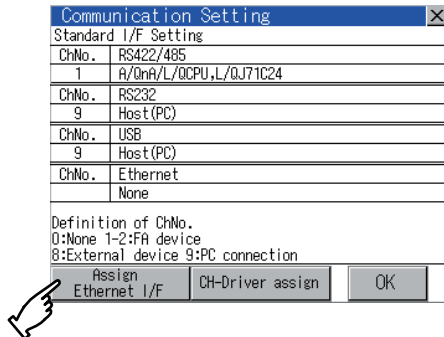 Communication Setting
Standard I/F Setting
ChNo. RS422/485
1 A/QnA/L/QCPU,L/QJ71C24
ChNo. RS232
9 Host(PC)
ChNo. USB
9 Host(PC)
ChNo. Ethernet
None
Definition of ChNo.
0:None 1-2:FA device
8:External device 9:PC connection
Assign
Ethernet I/F
CH-Driver assign
OK